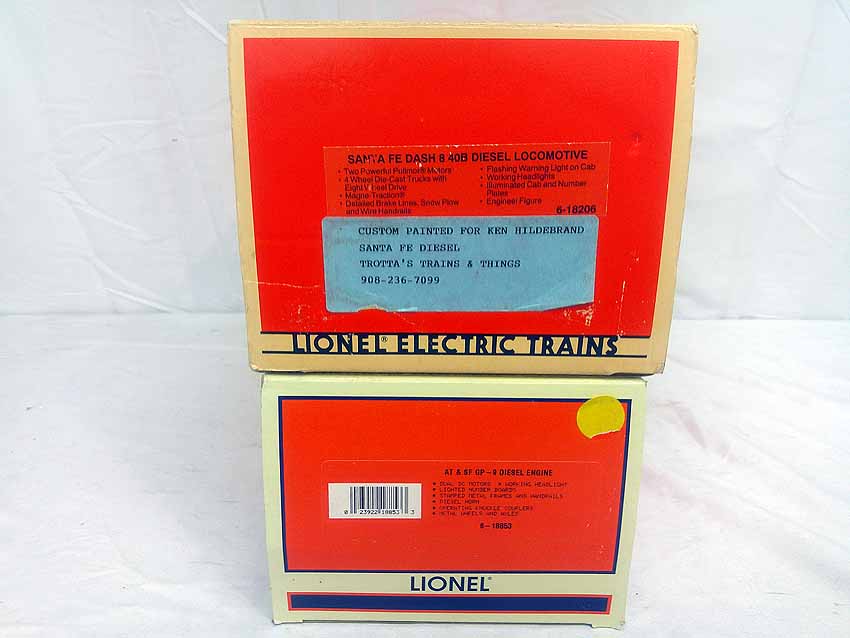 SANTA FE DASH 8 40B DIESEL LOCOMOTIVE
• Two Powerful Pullmor® Motors
• 4 Wheel Die-Cast Trucks with
Eight Wheel Drive
• Magne-Traction®
• Detailed Brake Lines, Snow Plow
and Wire Handrails
• Flashing Warning Light on Cab
• Working Headlights
• Illuminated Cab and Number
Plates
• Engineer Figure
6-18206
CUSTOM PAINTED FOR KEN HILDEBRAND
SANTA FE DIESEL
TROTTA'S TRAINS & THINGS
908-236-7099
LIONEL® ELECTRIC TRAINS
AT & SF GP-9 DIESEL ENGINE
• DUAL DC MOTORS • WORKING HEADLIGHT
• LIGHTED NUMBER BOARDS
• STAMPED METAL FRAMES AND HANDRAILS
• DIESEL HORN
• OPERATING KNUCKLE COUPLERS
• METAL WHEELS AND AXLES
6-18853
0 23922 18853 3
LIONEL®